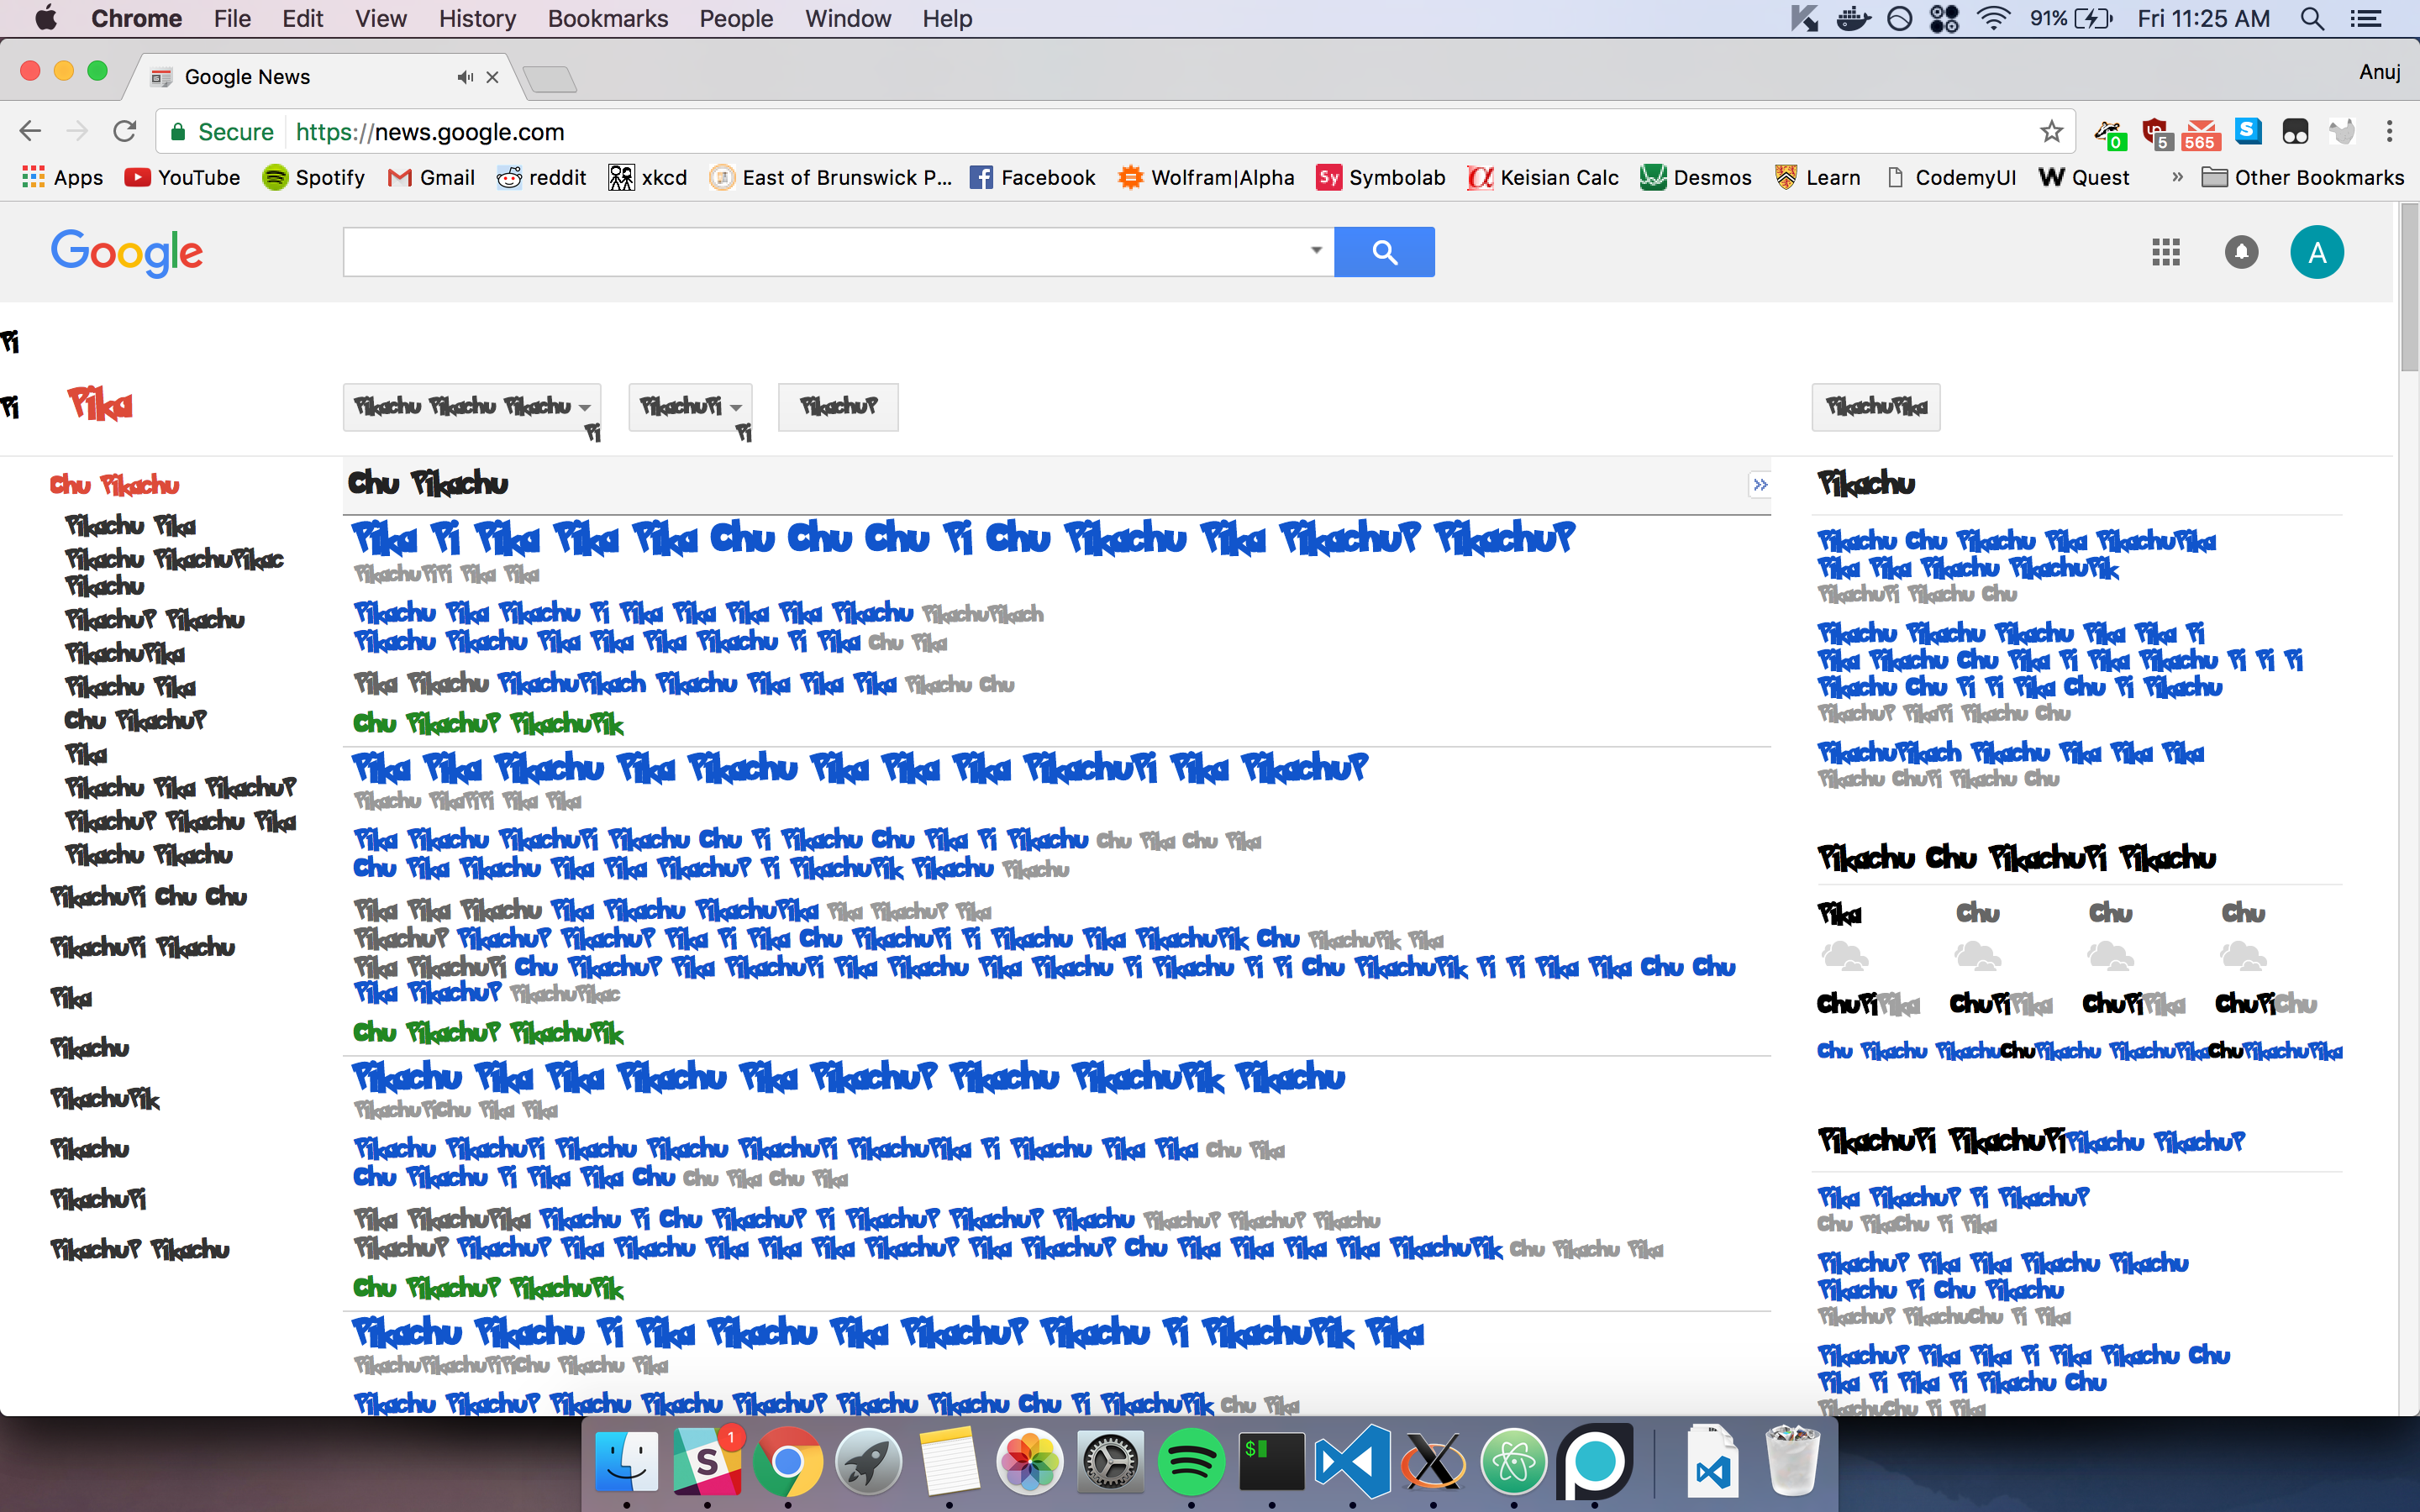 Chrome File Edit View History Bookmarks People Window Help 91% Fri 11:25 AM
Google News Anuj
Secure https://news.google.com 0 5 565 S
Apps YouTube Spotify Gmail reddit xkcd East of Brunswick P... Facebook Wolfram|Alpha Sy Symbolab Keisian Calc Desmos Learn CodemyUI W Quest » Other Bookmarks
Google A
Pi
Pi Pika Pikachu Pikachu Pikachu Pi PikachuPi Pi PikachuP PikachuPika
Chu Pikachu
Pikachu Pika
Pikachu PikachuPikac
Pikachu
PikachuP Pikachu
PikachuPika
Pikachu Pika
Chu PikachuP
Pika
Pikachu Pika PikachuP
PikachuP Pikachu Pika
Pikachu Pikachu
PikachuPi Chu Chu
PikachuPi Pikachu
Pika
Pikachu
PikachuPik
Pikachu
PikachuPi
PikachuP Pikachu
Chu Pikachu »
Pika Pi Pika Pika Pika Chu Chu Chu Pi Chu Pikachu Pika PikachuP PikachuP
PikachuPiPi Pika Pika
Pikachu Pika Pikachu Pi Pika Pika Pika Pika Pikachu PikachuPikach
Pikachu Pikachu Pika Pika Pika Pikachu Pi Pika Chu Pika
Pika Pikachu PikachuPikach Pikachu Pika Pika Pika Pikachu Chu
Chu PikachuP PikachuPik
Pika Pika Pikachu Pika Pikachu Pika Pika Pika PikachuPi Pika PikachuP
Pikachu PikaPiPi Pika Pika
Pika Pikachu PikachuPi Pikachu Chu Pi Pikachu Chu Pika Pi Pikachu Chu Pika Chu Pika
Chu Pika Pikachu Pika Pika PikachuP Pi PikachuPik Pikachu Pikachu
Pika Pika Pikachu Pika Pikachu PikachuPika Pika PikachuP Pika
PikachuP PikachuP PikachuP Pika Pi Pika Chu PikachuPi Pi Pikachu Pika PikachuPik Chu PikachuPik Pika
Pika PikachuPi Chu PikachuP Pika PikachuPi Pika Pikachu Pika Pikachu Pi Pikachu Pi Pi Chu PikachuPik Pi Pi Pika Pika Chu Chu
Pika PikachuP PikachuPikac
Chu PikachuP PikachuPik
Pikachu Pika Pika Pikachu Pika PikachuP Pikachu PikachuPik Pikachu
PikachuPiChu Pika Pika
Pikachu PikachuPi Pikachu Pikachu PikachuPi PikachuPika Pi Pikachu Pika Pika Chu Pika
Chu Pikachu Pi Pika Pika Chu Chu Pika Chu Pika
Pika PikachuPika Pikachu Pi Chu PikachuP Pi PikachuP PikachuP Pikachu PikachuP PikachuP Pikachu
PikachuP PikachuP Pika Pikachu Pika Pika Pika PikachuP Pika PikachuP Chu Pika Pika Pika Pika PikachuPik Chu Pikachu Pika
Chu PikachuP PikachuPik
Pikachu Pikachu Pi Pika Pikachu Pika PikachuP Pikachu Pi PikachuPik Pika
PikachuPikachuPiPiChu Pikachu Pika
Pikachu PikachuP Pikachu Pikachu PikachuP Pikachu Pikachu Chu Pi PikachuPik Chu Pika
Pikachu
Pikachu Chu Pikachu Pika PikachuPika
Pika Pika Pikachu PikachuPik
PikachuPi Pikachu Chu
Pikachu Pikachu Pikachu Pika Pika Pi
Pika Pikachu Chu Pika Pi Pika Pikachu Pi Pi Pi
Pikachu Chu Pi Pi Pika Chu Pi Pikachu
PikachuP PikaPi Pikachu Chu
PikachuPikach Pikachu Pika Pika Pika
Pikachu ChuPi Pikachu Chu
Pikachu Chu PikachuPi Pikachu
Pika Chu Chu Chu
ChuPiPika ChuPiPika ChuPiPika ChuPiChu
Chu Pikachu PikachuChuPikachu PikachuPikaChuPikachuPika
PikachuPi PikachuPiPikachu PikachuP
Pika PikachuP Pi PikachuP
Chu PikaChu Pi Pika
PikachuP Pika Pika Pikachu Pikachu
Pikachu Pi Chu Pikachu
PikachuP PikachuChu Pi Pika
PikachuP Pika Pika Pi Pika Pikachu Chu
Pika Pi Pika Pi Pikachu Chu
PikachuChu Pi Pika
S 1 $ X